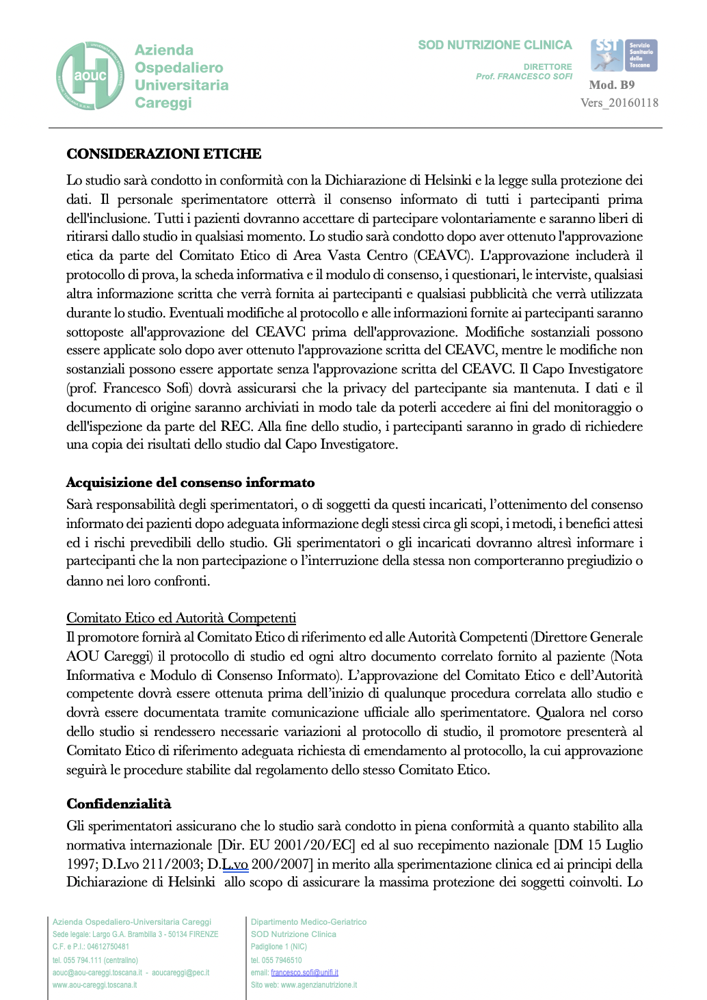 Azienda
Ospedaliero
Universitaria
Careggi
aouc
SOD NUTRIZIONE CLINICA
DIRETTORE
Prof. FRANCESCO SOFI
SST
Servizio
Sanitario
della
Toscana
Mod. B9
Vers_20160118
CONSIDERAZIONI ETICHE
Lo studio sarà condotto in conformità con la Dichiarazione di Helsinki e la legge sulla protezione dei
dati. Il personale sperimentatore otterrà il consenso informato di tutti i partecipanti prima
dell'inclusione. Tutti i pazienti dovranno accettare di partecipare volontariamente e saranno liberi di
ritirarsi dallo studio in qualsiasi momento. Lo studio sarà condotto dopo aver ottenuto l'approvazione
etica da parte del Comitato Etico di Area Vasta Centro (CEAVC). L'approvazione includerà il
protocollo di prova, la scheda informativa e il modulo di consenso, i questionari, le interviste, qualsiasi
altra informazione scritta che verrà fornita ai partecipanti e qualsiasi pubblicità che verrà utilizzata
durante lo studio. Eventuali modifiche al protocollo e alle informazioni fornite ai partecipanti saranno
sottoposte all'approvazione del CEAVC prima dell'approvazione. Modifiche sostanziali possono
essere applicate solo dopo aver ottenuto l'approvazione scritta del CEAVC, mentre le modifiche non
sostanziali possono essere apportate senza l'approvazione scritta del CEAVC. Il Capo Investigatore
(prof. Francesco Sofi) dovrà assicurarsi che la privacy del partecipante sia mantenuta. I dati e il
documento di origine saranno archiviati in modo tale da poterli accedere ai fini del monitoraggio o
dell'ispezione da parte del REC. Alla fine dello studio, i partecipanti saranno in grado di richiedere
una copia dei risultati dello studio dal Capo Investigatore.
Acquisizione del consenso informato
Sarà responsabilità degli sperimentatori, o di soggetti da questi incaricati, l’ottenimento del consenso
informato dei pazienti dopo adeguata informazione degli stessi circa gli scopi, i metodi, i benefici attesi
ed i rischi prevedibili dello studio. Gli sperimentatori o gli incaricati dovranno altresì informare i
partecipanti che la non partecipazione o l’interruzione della stessa non comporteranno pregiudizio o
danno nei loro confronti.
Comitato Etico ed Autorità Competenti
Il promotore fornirà al Comitato Etico di riferimento ed alle Autorità Competenti (Direttore Generale
AOU Careggi) il protocollo di studio ed ogni altro documento correlato fornito al paziente (Nota
Informativa e Modulo di Consenso Informato). L’approvazione del Comitato Etico e dell’Autorità
competente dovrà essere ottenuta prima dell’inizio di qualunque procedura correlata allo studio e
dovrà essere documentata tramite comunicazione ufficiale allo sperimentatore. Qualora nel corso
dello studio si rendessero necessarie variazioni al protocollo di studio, il promotore presenterà al
Comitato Etico di riferimento adeguata richiesta di emendamento al protocollo, la cui approvazione
seguirà le procedure stabilite dal regolamento dello stesso Comitato Etico.
Confidenzialità
Gli sperimentatori assicurano che lo studio sarà condotto in piena conformità a quanto stabilito alla
normativa internazionale [Dir. EU 2001/20/EC] ed al suo recepimento nazionale [DM 15 Luglio
1997; D.Lvo 211/2003; D.L.vo 200/2007] in merito alla sperimentazione clinica ed ai principi della
Dichiarazione di Helsinki allo scopo di assicurare la massima protezione dei soggetti coinvolti. Lo
Azienda Ospedaliero-Universitaria Careggi
Sede legale: Largo G.A. Brambilla 3 - 50134 FIRENZE
C.F. e P.I.: 04612750481
tel. 055 794.111 (centralino)
aouc@aou-careggi.toscana.it - aoucareggi@pec.it
www.aou-careggi.toscana.it
Dipartimento Medico-Geriatrico
SOD Nutrizione Clinica
Padiglione 1 (NIC)
tel. 055 7946510
email: francesco.sofi@unifi.it
Sito web: www.agenzianutrizione.it